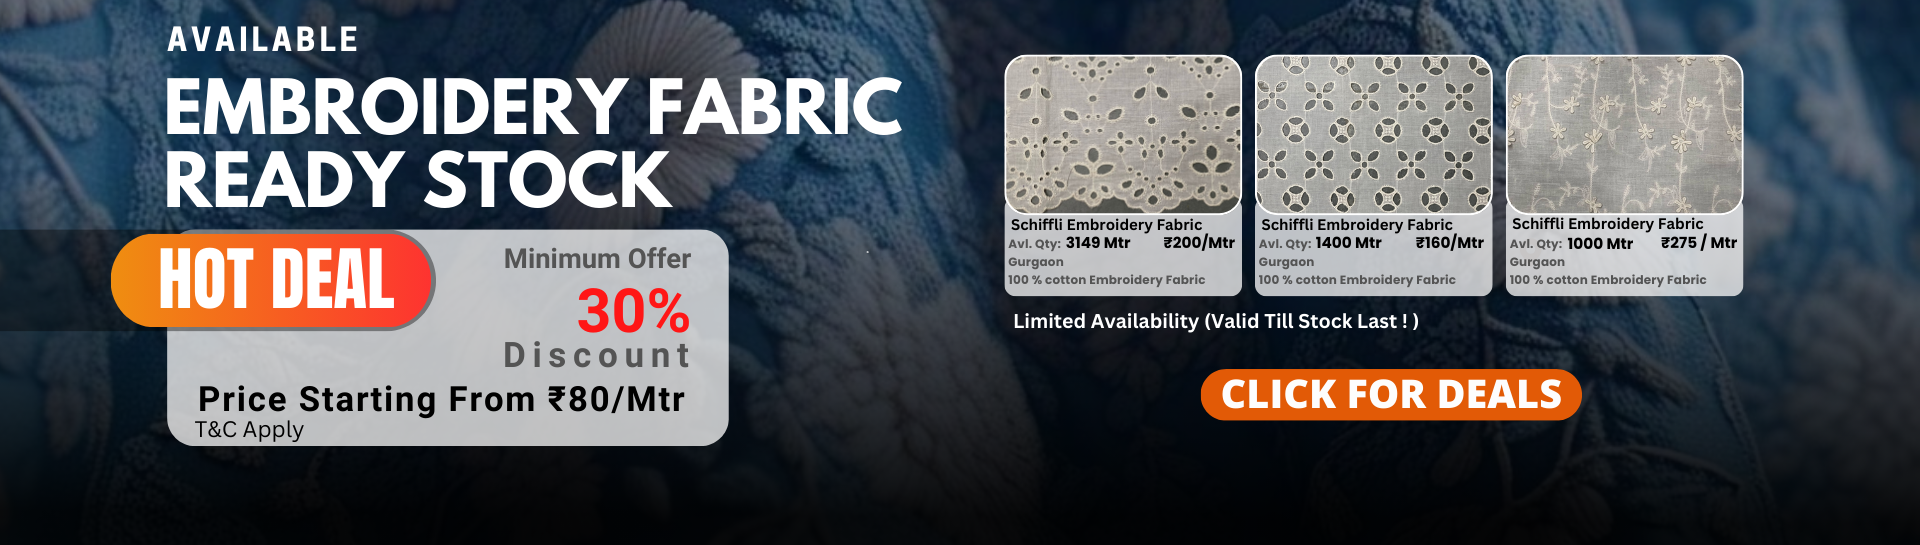 AVAILABLE
EMBROIDERY FABRIC
READY STOCK
HOT DEAL
Minimum Offer
30%
Discount
Price Starting From ₹80/Mtr
T&C Apply
Schiffli Embroidery Fabric
Avl. Qty: 3149 Mtr ₹200/Mtr
Gurgaon
100 % cotton Embroidery Fabric
Schiffli Embroidery Fabric
Avl. Qty: 1400 Mtr ₹160/Mtr
Gurgaon
100 % cotton Embroidery Fabric
Schiffli Embroidery Fabric
Avl. Qty: 1000 Mtr ₹275 / Mtr
Gurgaon
100 % cotton Embroidery Fabric
Limited Availability (Valid Till Stock Last ! )
CLICK FOR DEALS